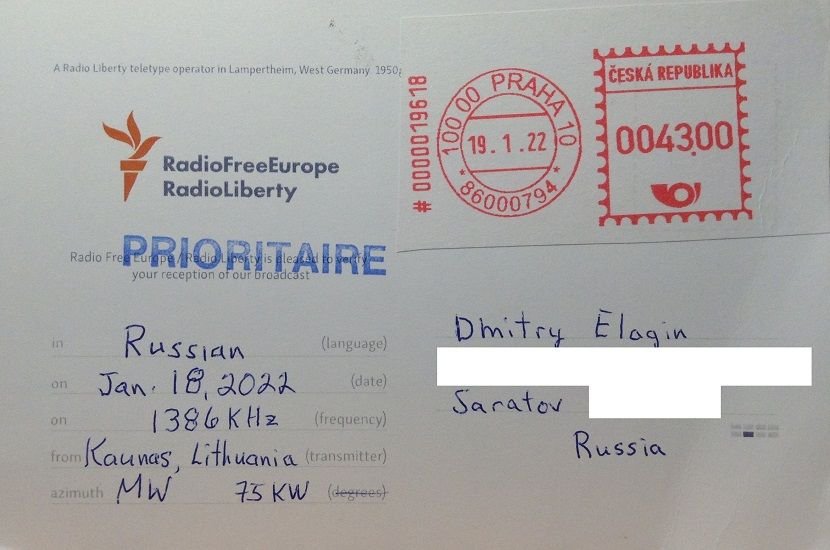 A Radio Liberty teletype operator in Lampertheim, West Germany 1950s
# 0000019618
100 00 PRAHA 10
19.1.22
* 86000794 *
ČESKÁ REPUBLIKA
0043.00
RadioFreeEurope
RadioLiberty
PRIORITAIRE
Radio Free Europe / Radio Liberty is pleased to verify
your reception of our broadcast
in Russian (language)
on Jan. 18, 2022 (date)
on 1386 KHz (frequency)
from Kaunas, Lithuania (transmitter)
azimuth MW 75 KW (degrees)
Dmitry Elagin
Saratov
Russia